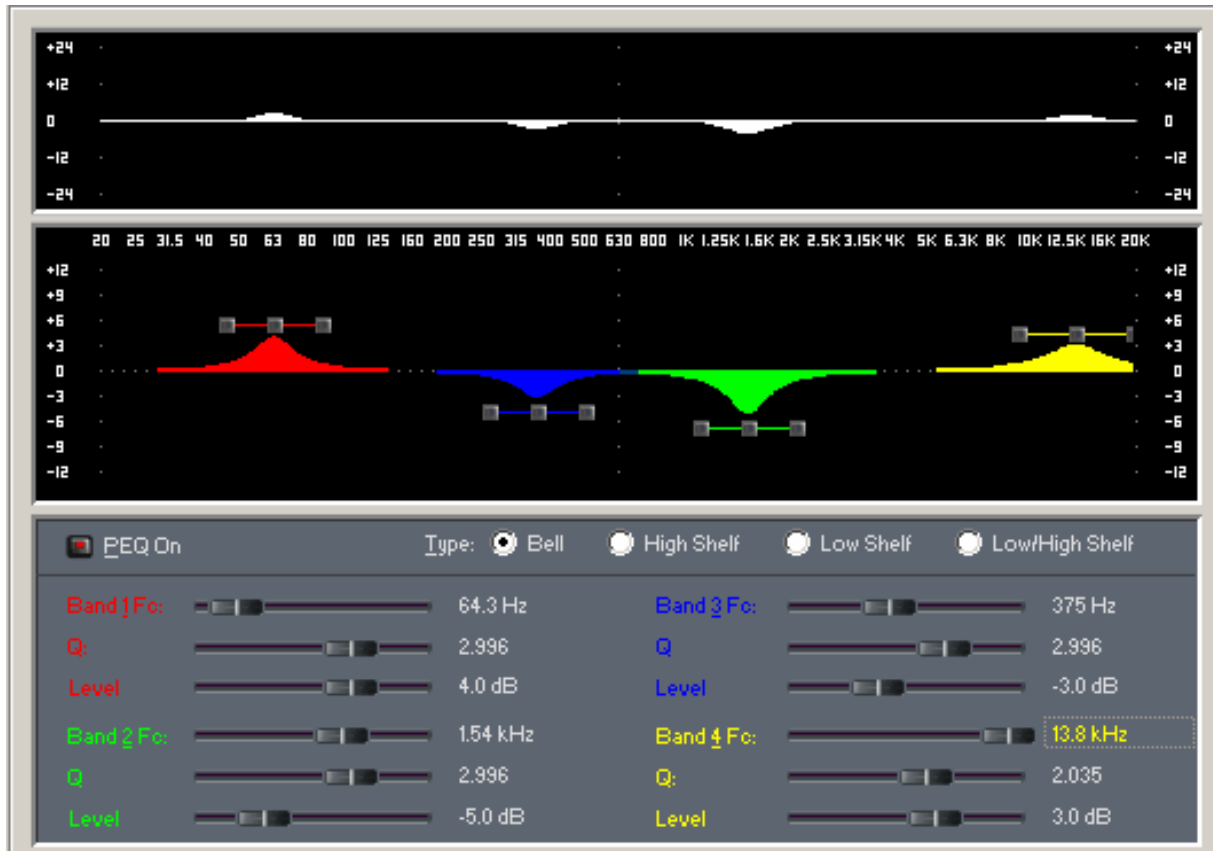 +24 +24
+12 +12
0 0
-12 -12
-24 -24
20 25 31.5 40 50 63 80 100 125 160 200 250 315 400 500 630 800 1K 1.25K 1.6K 2K 2.5K 3.15K 4K 5K 6.3K 8K 10K 12.5K 16K 20K
+12 +12
+9 +9
+6 +6
+3 +3
0 0
-3 -3
-6 -6
-9 -9
-12 -12
PEQ On Type: Bell High Shelf Low Shelf Low/High Shelf
Band 1 Fc: 64.3 Hz Band 3 Fc: 375 Hz
Q: 2.996 Q 2.996
Level 4.0 dB Level -3.0 dB
Band 2 Fc: 1.54 kHz Band 4 Fc: 13.8 kHz
Q 2.996 Q: 2.035
Level -5.0 dB Level 3.0 dB